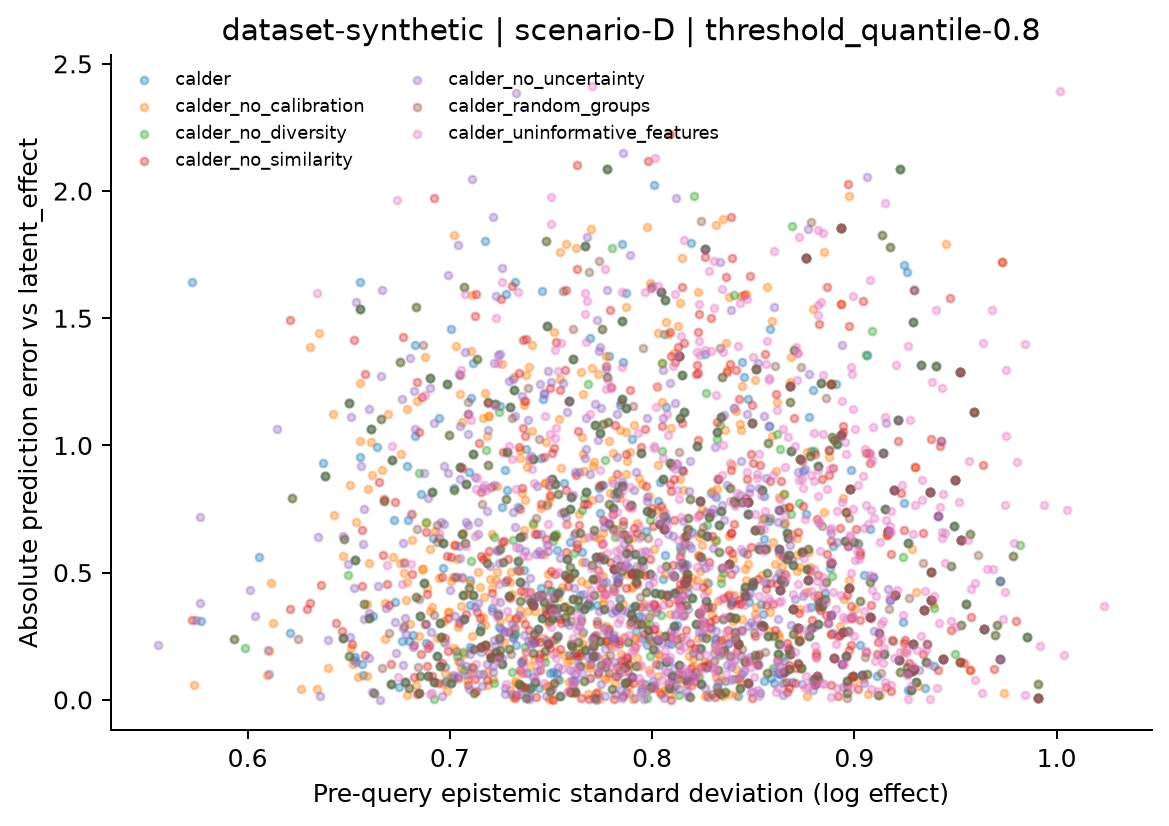 dataset-synthetic | scenario-D | threshold_quantile-0.8
calder
calder_no_calibration
calder_no_diversity
calder_no_similarity
calder_no_uncertainty
calder_random_groups
calder_uninformative_features
Absolute prediction error vs latent_effect
2.5
2.0
1.5
1.0
0.5
0.0
0.6 0.7 0.8 0.9 1.0
Pre-query epistemic standard deviation (log effect)